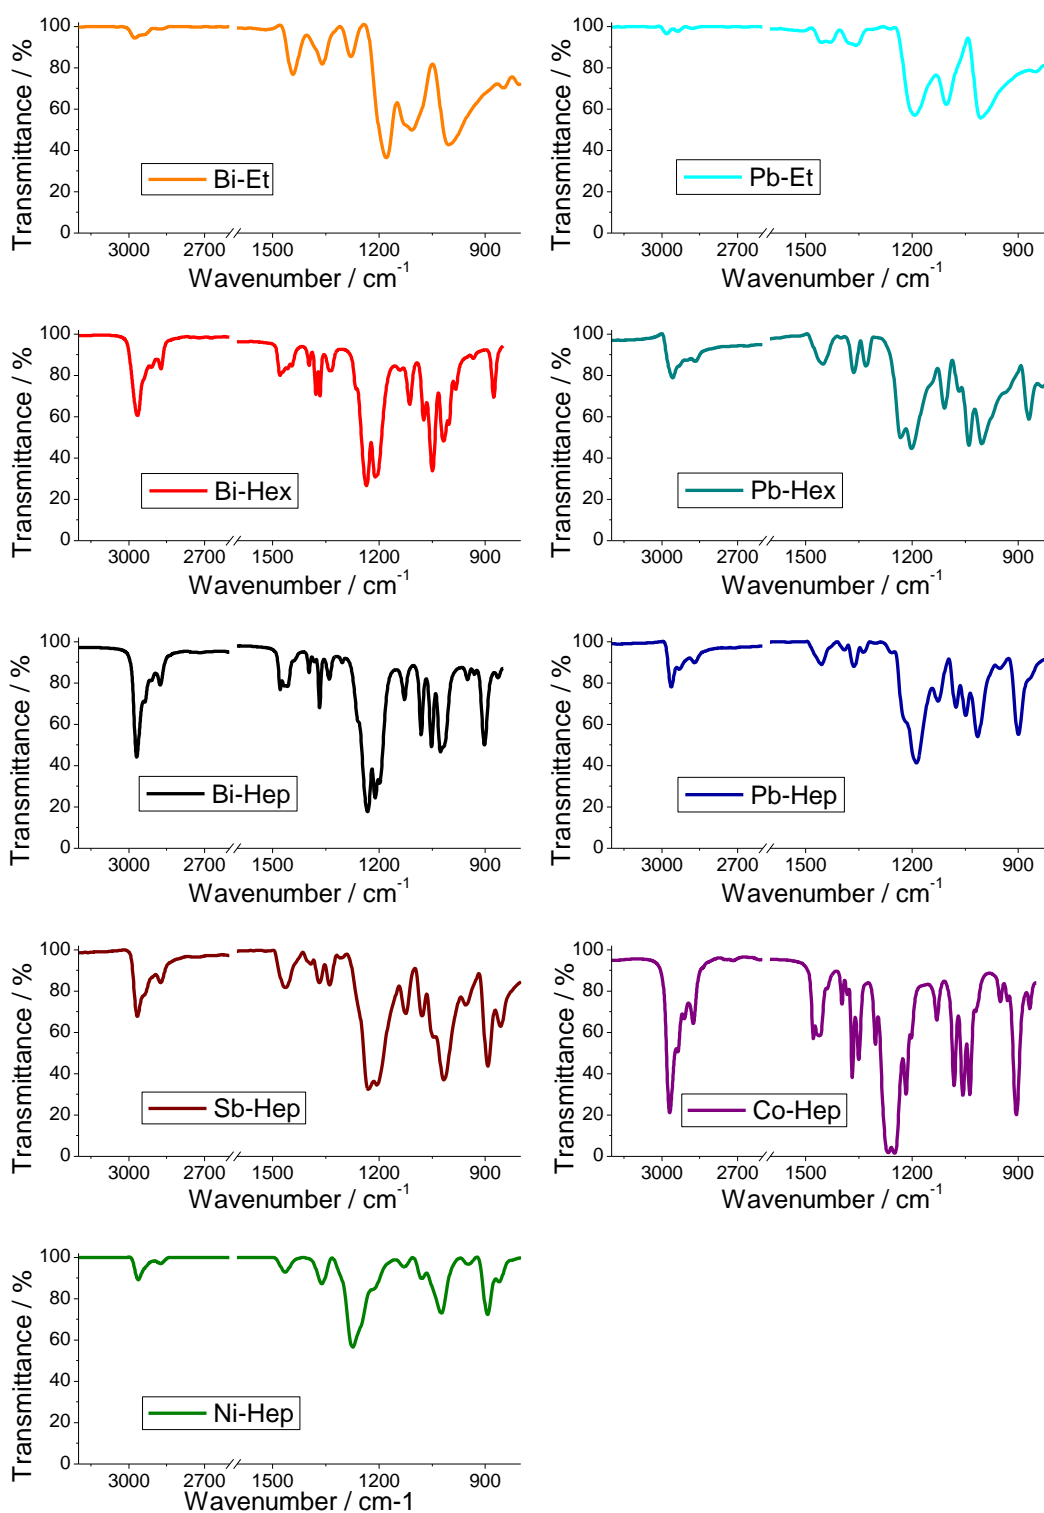 Transmittance / %
100
80
60
40
20
0
Bi-Et
3000 2700 1500 1200 900
Wavenumber / cm⁻¹
Transmittance / %
100
80
60
40
20
0
Pb-Et
3000 2700 1500 1200 900
Wavenumber / cm⁻¹
Transmittance / %
100
80
60
40
20
0
Bi-Hex
3000 2700 1500 1200 900
Wavenumber / cm⁻¹
Transmittance / %
100
80
60
40
20
0
Pb-Hex
3000 2700 1500 1200 900
Wavenumber / cm⁻¹
Transmittance / %
100
80
60
40
20
0
Bi-Hep
3000 2700 1500 1200 900
Wavenumber / cm⁻¹
Transmittance / %
100
80
60
40
20
0
Pb-Hep
3000 2700 1500 1200 900
Wavenumber / cm⁻¹
Transmittance / %
100
80
60
40
20
0
Sb-Hep
3000 2700 1500 1200 900
Wavenumber / cm⁻¹
Transmittance / %
100
80
60
40
20
0
Co-Hep
3000 2700 1500 1200 900
Wavenumber / cm⁻¹
Transmittance / %
100
80
60
40
20
0
Ni-Hep
3000 2700 1500 1200 900
Wavenumber / cm-1